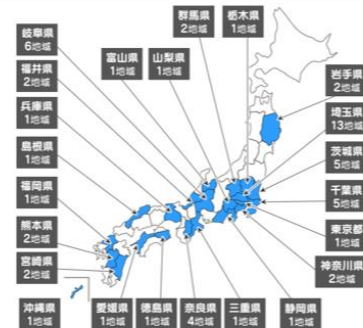 群馬県
2地域
栃木県
1地域
岐阜県
6地域
富山県
1地域
山梨県
1地域
福井県
2地域
兵庫県
1地域
島根県
1地域
福岡県
1地域
熊本県
2地域
宮崎県
2地域
沖縄県
1地域
愛媛県
1地域
徳島県
1地域
奈良県
4地域
三重県
1地域
静岡県
1地域
岩手県
2地域
埼玉県
13地域
茨城県
5地域
千葉県
5地域
東京都
1地域
神奈川県
2地域